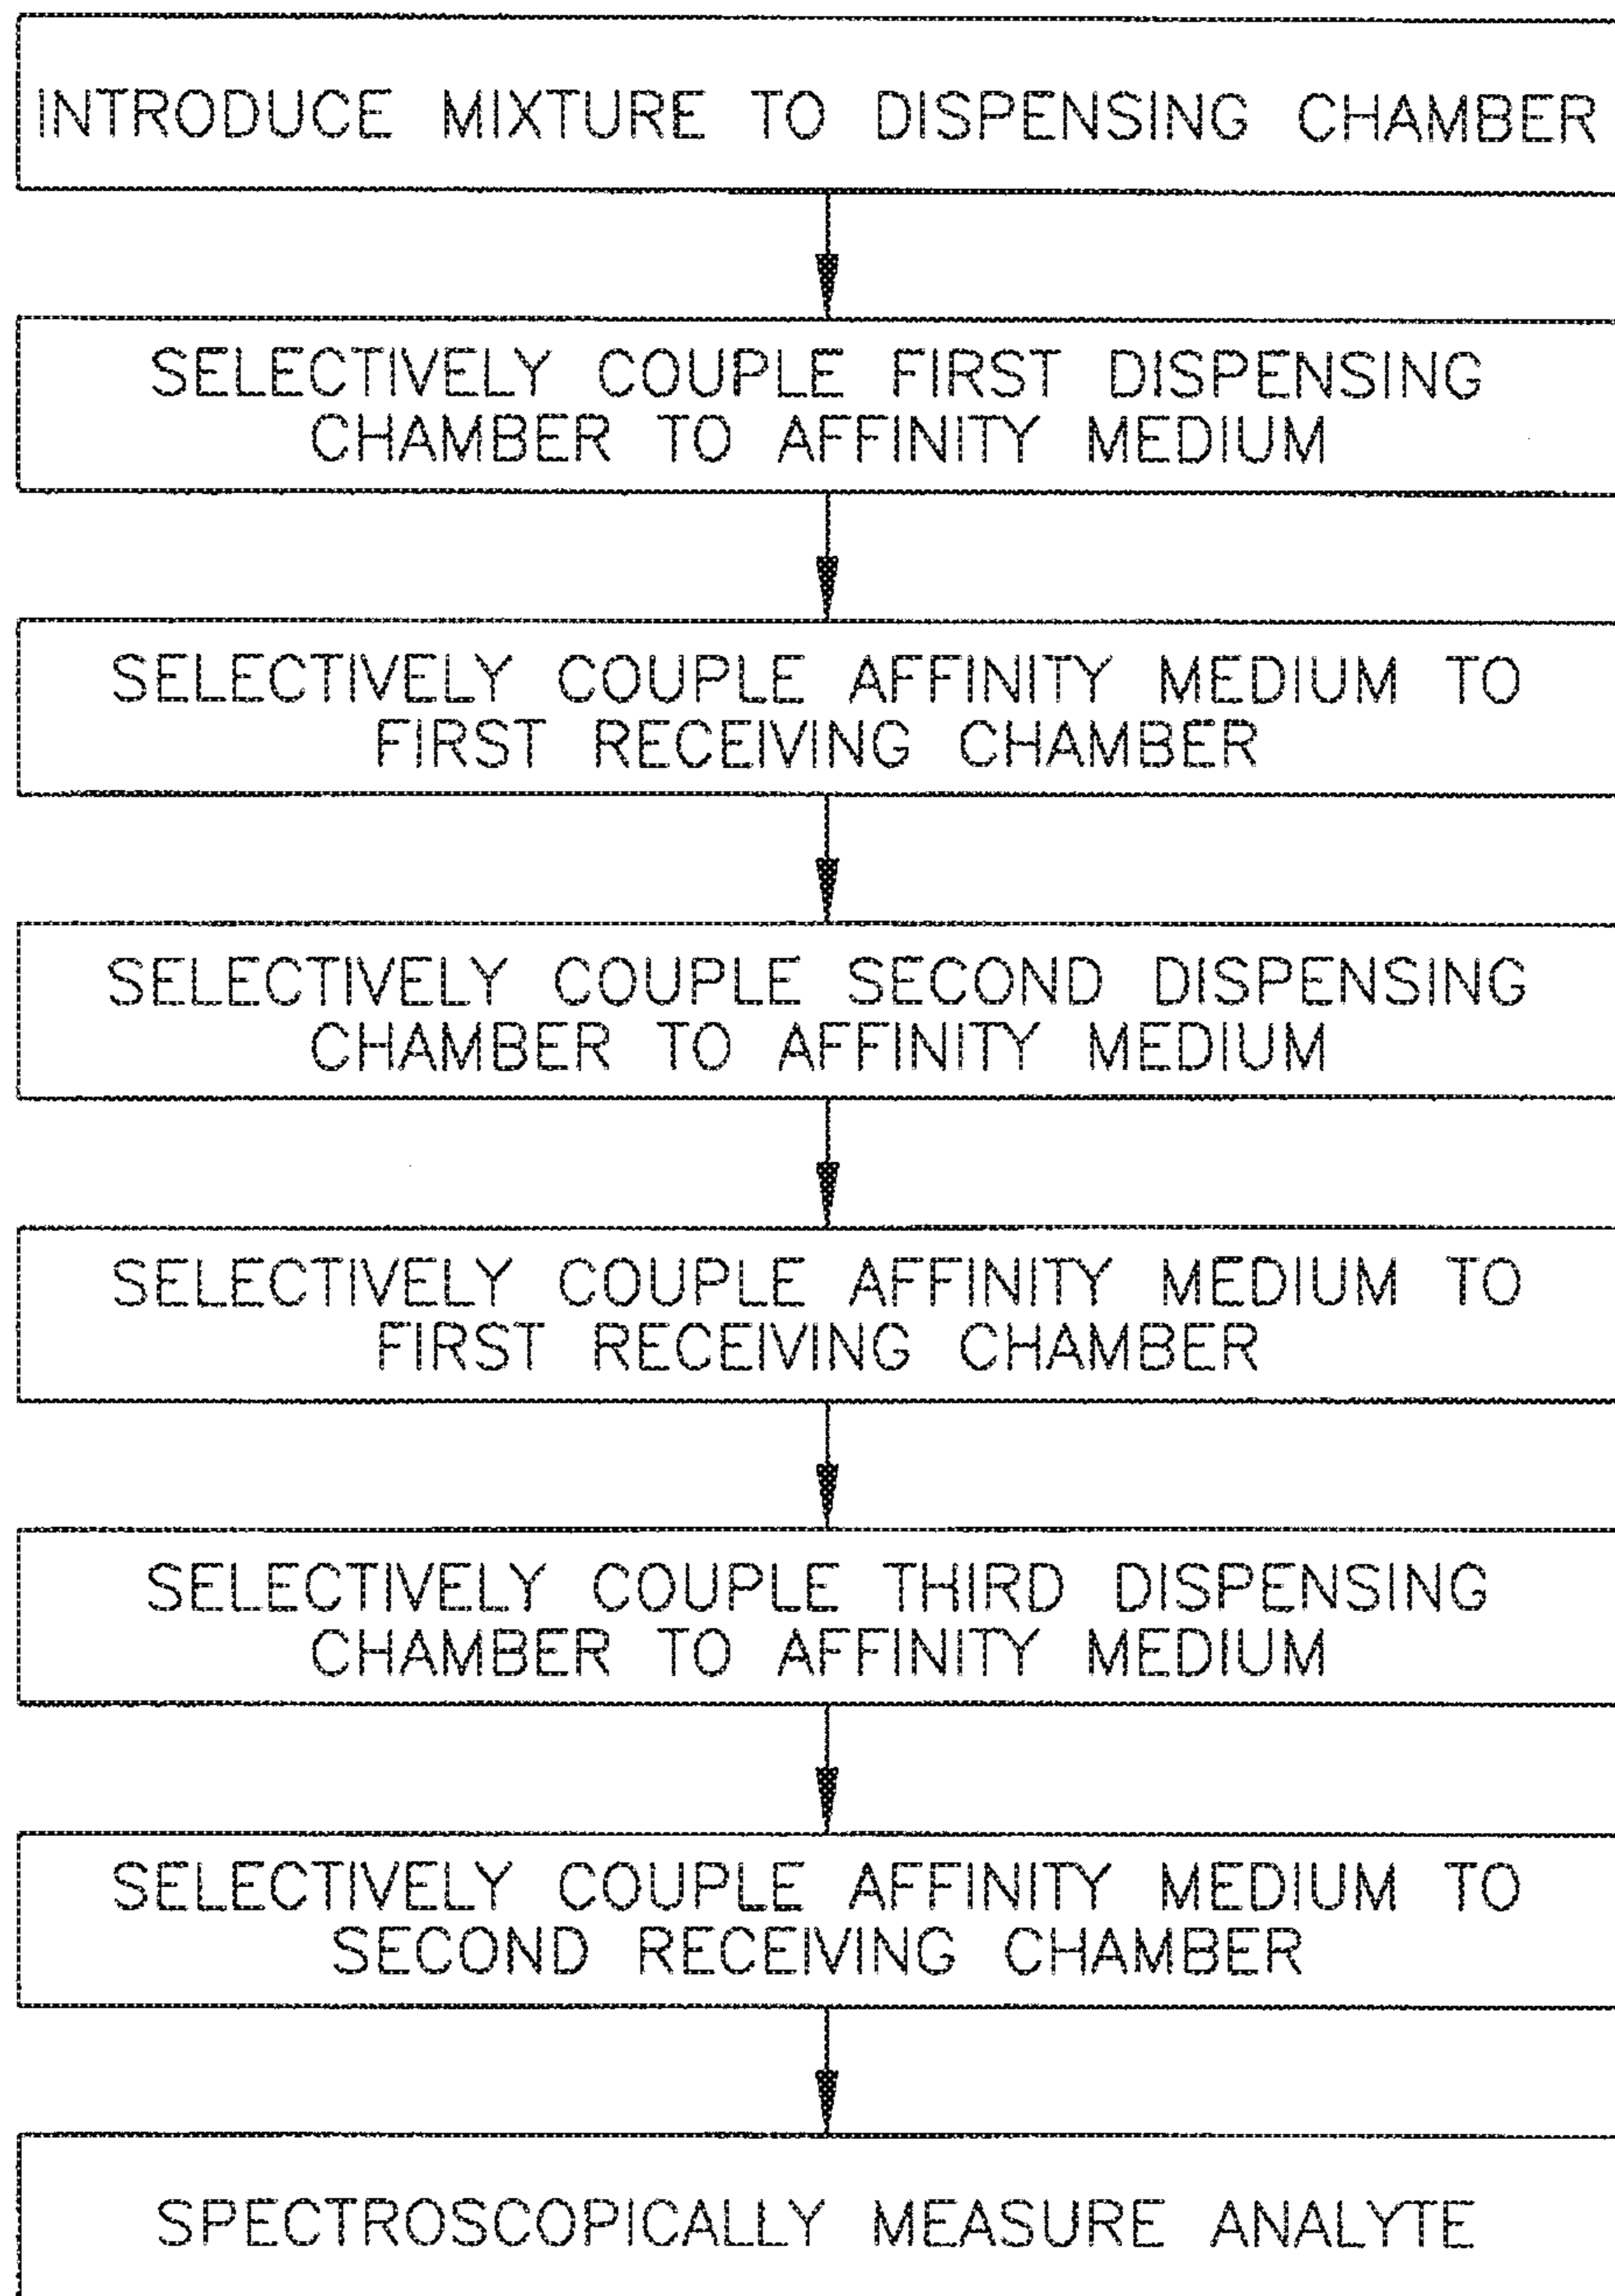 INTRODUCE MIXTURE TO DISPENSING CHAMBER
SELECTIVELY COUPLE FIRST DISPENSING
CHAMBER TO AFFINITY MEDIUM
SELECTIVELY COUPLE AFFINITY MEDIUM TO
FIRST RECEIVING CHAMBER
SELECTIVELY COUPLE SECOND DISPENSING
CHAMBER TO AFFINITY MEDIUM
SELECTIVELY COUPLE AFFINITY MEDIUM TO
FIRST RECEIVING CHAMBER
SELECTIVELY COUPLE THIRD DISPENSING
CHAMBER TO AFFINITY MEDIUM
SELECTIVELY COUPLE AFFINITY MEDIUM TO
SECOND RECEIVING CHAMBER
SPECTROSCOPICALLY MEASURE ANALYTE